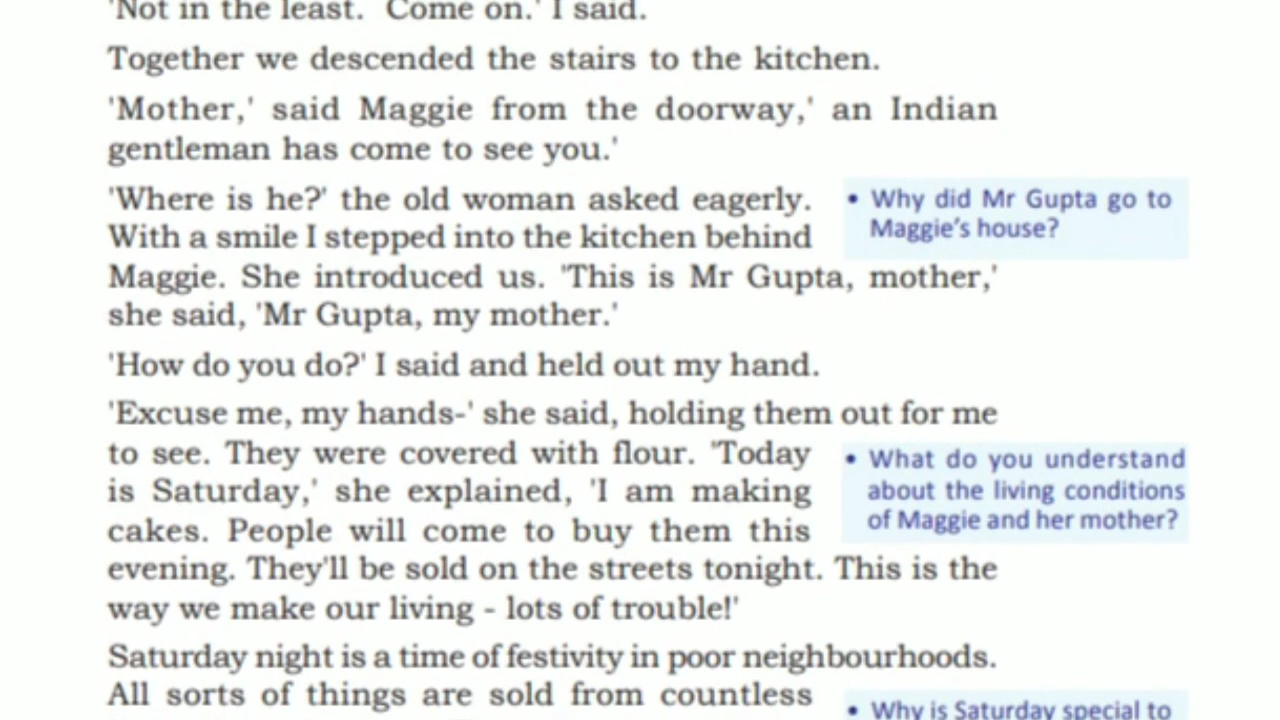 'Not in the least. 'Come on.' I said.
Together we descended the stairs to the kitchen.
'Mother,' said Maggie from the doorway,' an Indian
gentleman has come to see you.'
'Where is he?' the old woman asked eagerly.
With a smile I stepped into the kitchen behind
Maggie. She introduced us. 'This is Mr Gupta, mother,'
she said, 'Mr Gupta, my mother.'
• Why did Mr Gupta go to
Maggie's house?
'How do you do?' I said and held out my hand.
'Excuse me, my hands-' she said, holding them out for me
to see. They were covered with flour. 'Today
is Saturday,' she explained, 'I am making
cakes. People will come to buy them this
evening. They'll be sold on the streets tonight. This is the
way we make our living - lots of trouble!'
• What do you understand
about the living conditions
of Maggie and her mother?
Saturday night is a time of festivity in poor neighbourhoods.
All sorts of things are sold from countless
• Why is Saturday special to